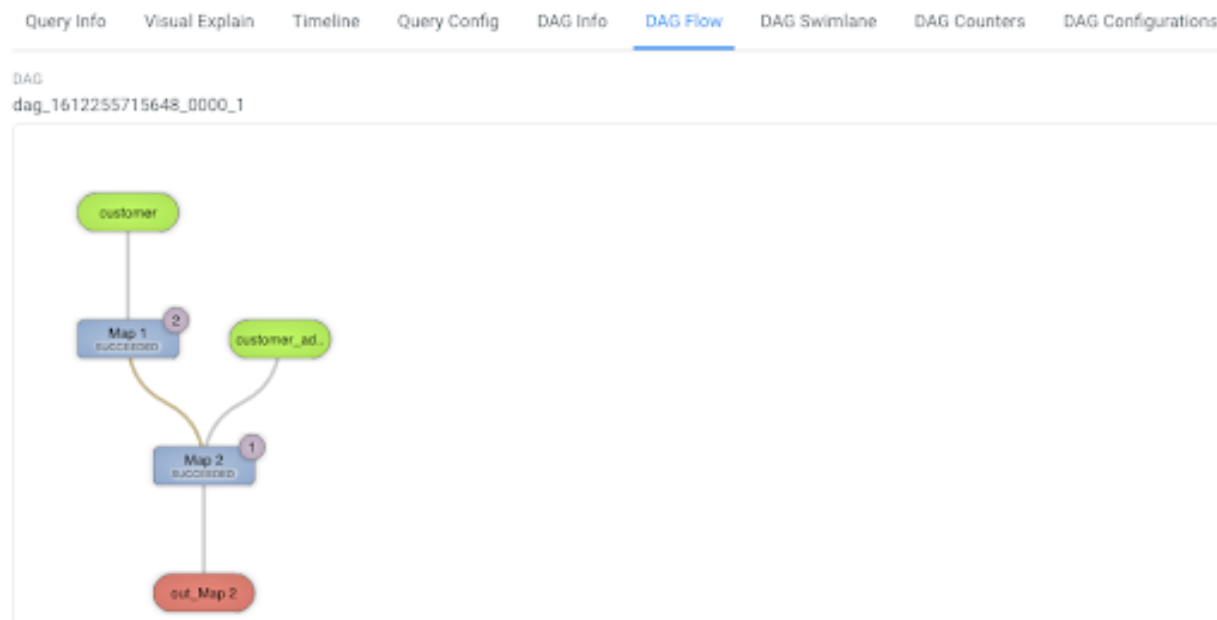 Query Info Visual Explain Timeline Query Config DAG Info DAG Flow DAG Swimlane DAG Counters DAG Configurations
DAG
dag_1612255715648_0000_1
customer
2
Map 1
SUCCEEDED
customer_ad..
1
Map 2
SUCCEEDED
out_Map 2